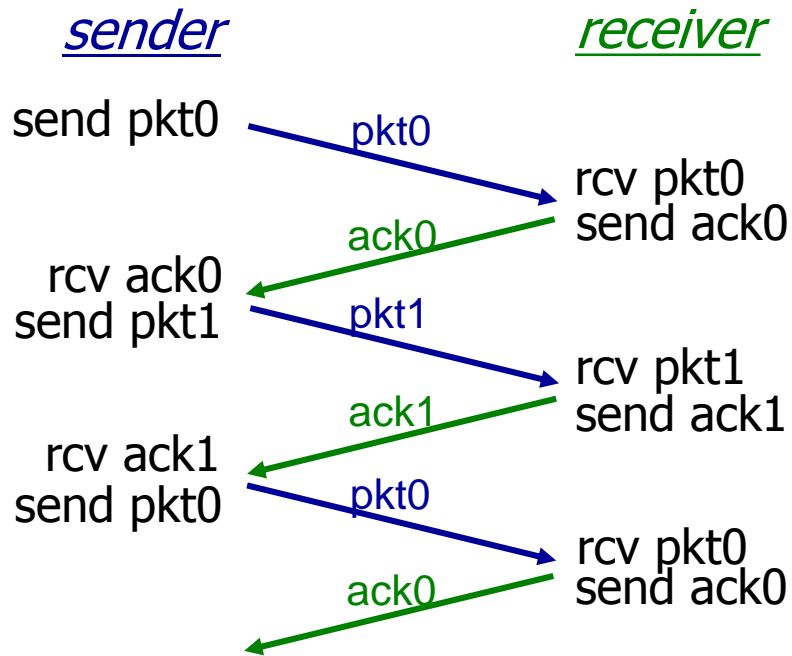 sender
receiver
send pkt0
pkt0
rcv pkt0
send ack0
ack0
rcv ack0
send pkt1
pkt1
rcv pkt1
send ack1
ack1
rcv ack1
send pkt0
pkt0
rcv pkt0
send ack0
ack0